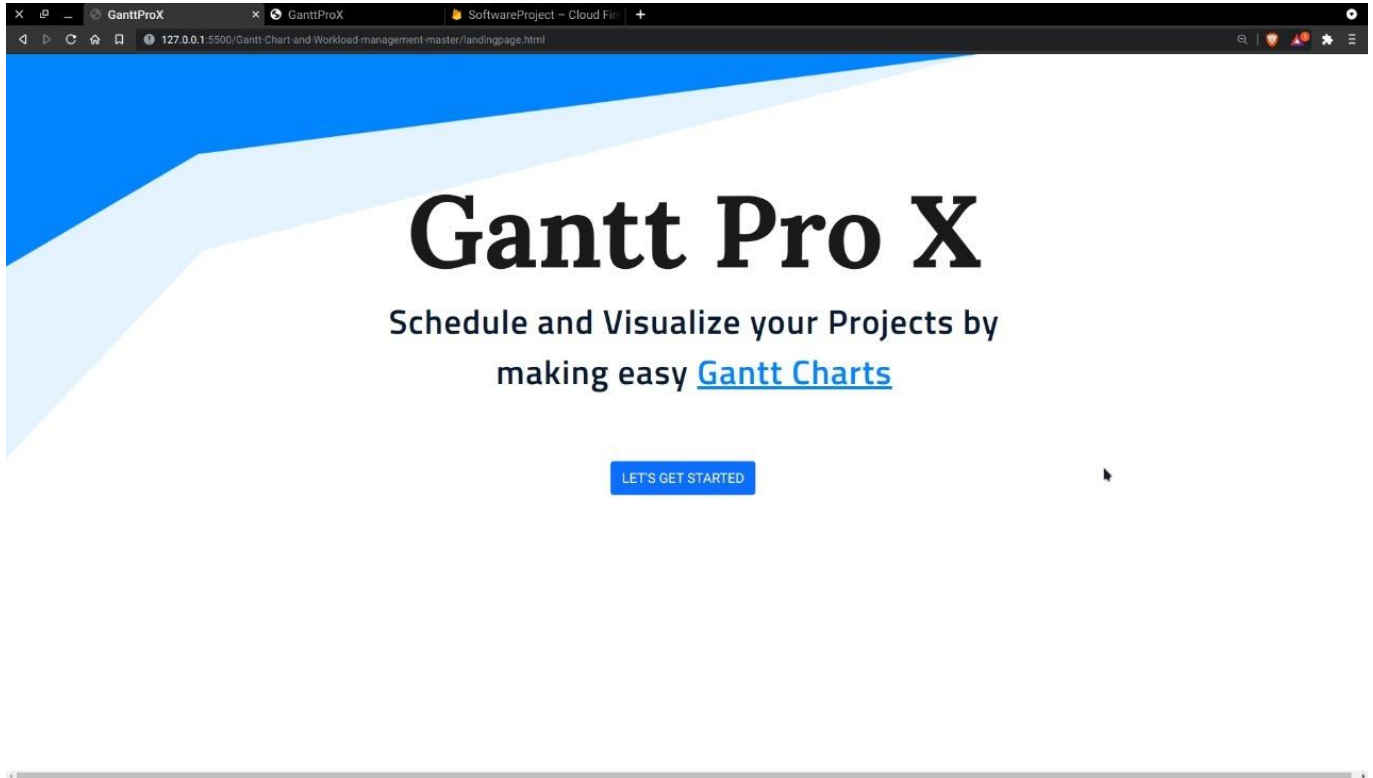 GanttProX
GanttProX
SoftwareProject – Cloud Fir
127.0.0.1:5500/Gantt-Chart-and-Workload-management-master/landingpage.html
Gantt Pro X
Schedule and Visualize your Projects by
making easy Gantt Charts
LET'S GET STARTED